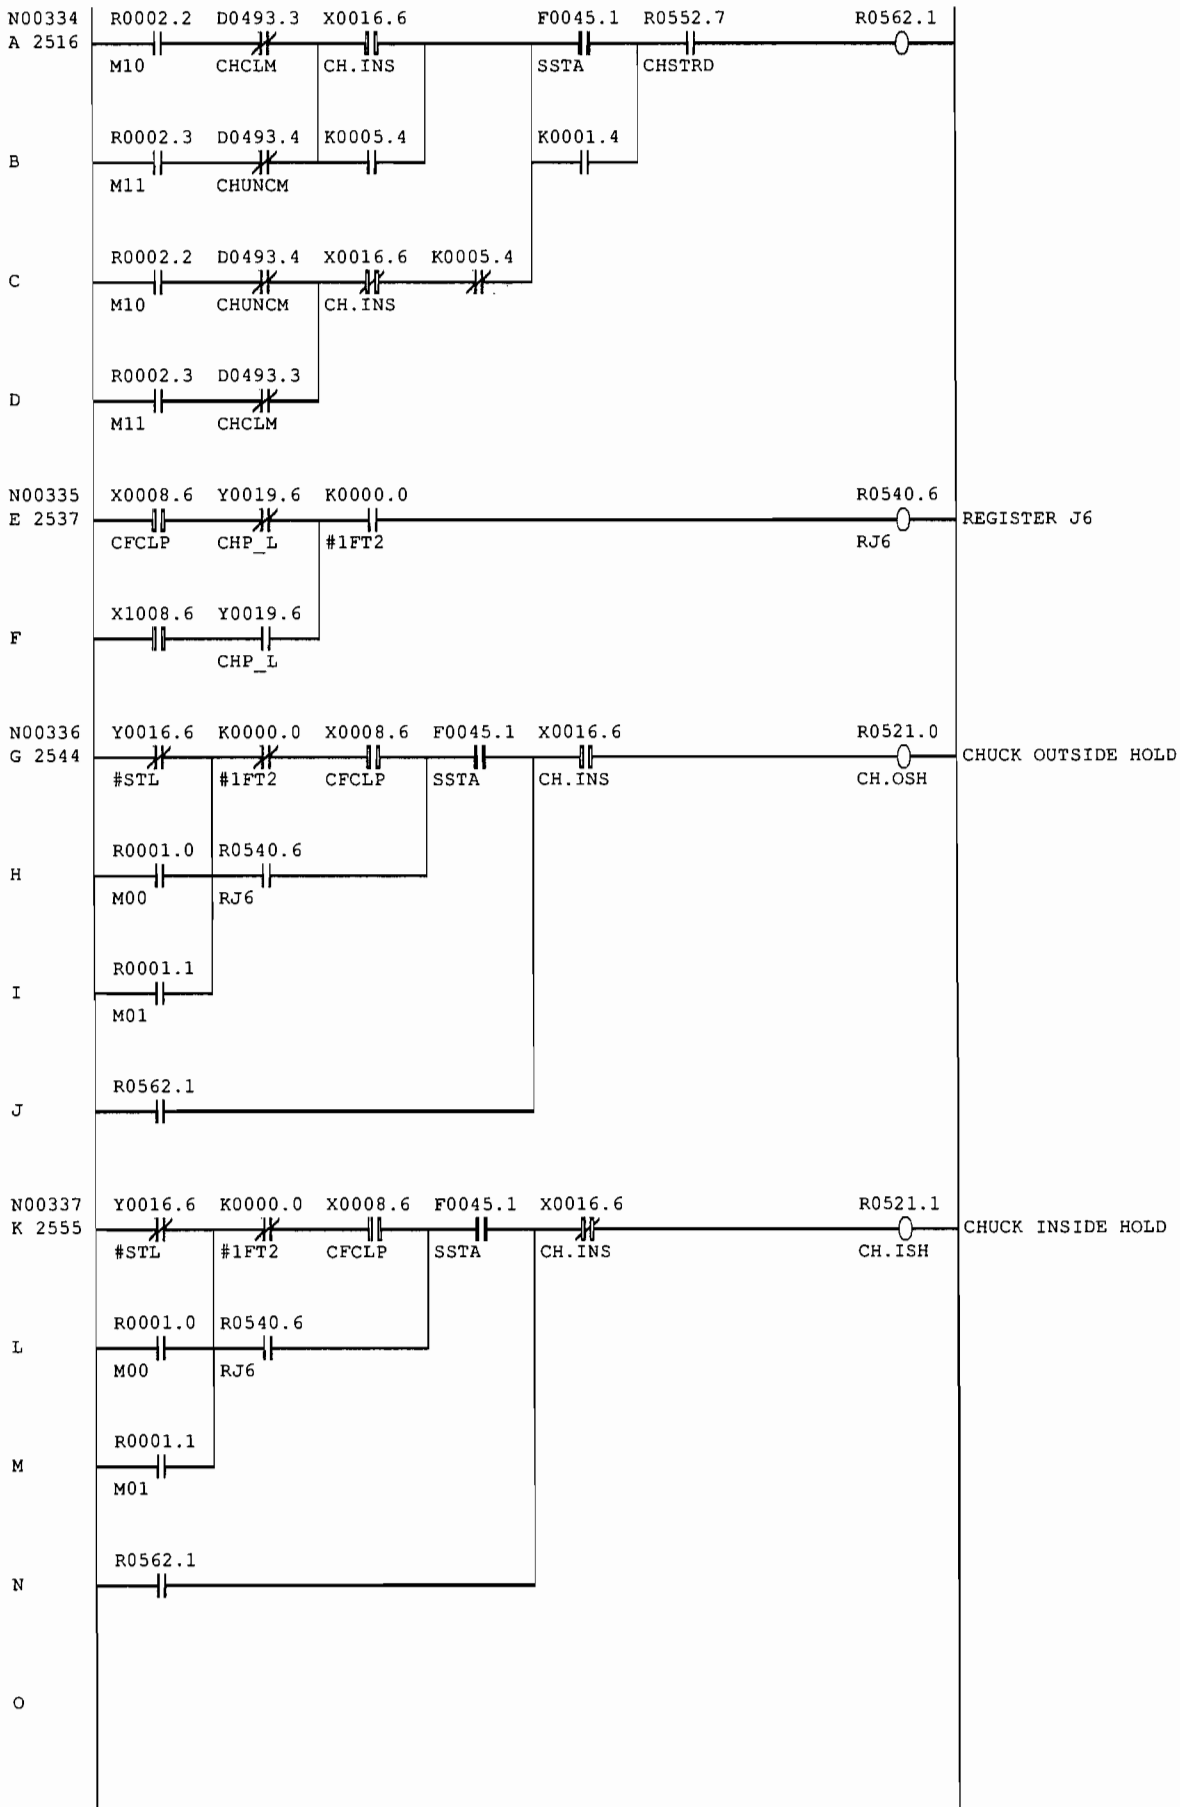 N00334 R0002.2 D0493.3 X0016.6 F0045.1 R0552.7 R0562.1
A 2516
M10 CHCLM CH.INS SSTA CHSTRD
R0002.3 D0493.4 K0005.4 K0001.4
B
M11 CHUNCM
R0002.2 D0493.4 X0016.6 K0005.4
C
M10 CHUNCM CH.INS
R0002.3 D0493.3
D
M11 CHCLM
N00335 X0008.6 Y0019.6 K0000.0 R0540.6
E 2537 REGISTER J6
CFCLP CHP_L #1FT2 RJ6
X1008.6 Y0019.6
F
CHP_L
N00336 Y0016.6 K0000.0 X0008.6 F0045.1 X0016.6 R0521.0
G 2544 CHUCK OUTSIDE HOLD
#STL #1FT2 CFCLP SSTA CH.INS CH.OSH
R0001.0 R0540.6
H
M00 RJ6
R0001.1
I
M01
R0562.1
J
N00337 Y0016.6 K0000.0 X0008.6 F0045.1 X0016.6 R0521.1
K 2555 CHUCK INSIDE HOLD
#STL #1FT2 CFCLP SSTA CH.INS CH.ISH
R0001.0 R0540.6
L
M00 RJ6
R0001.1
M
M01
R0562.1
N
O